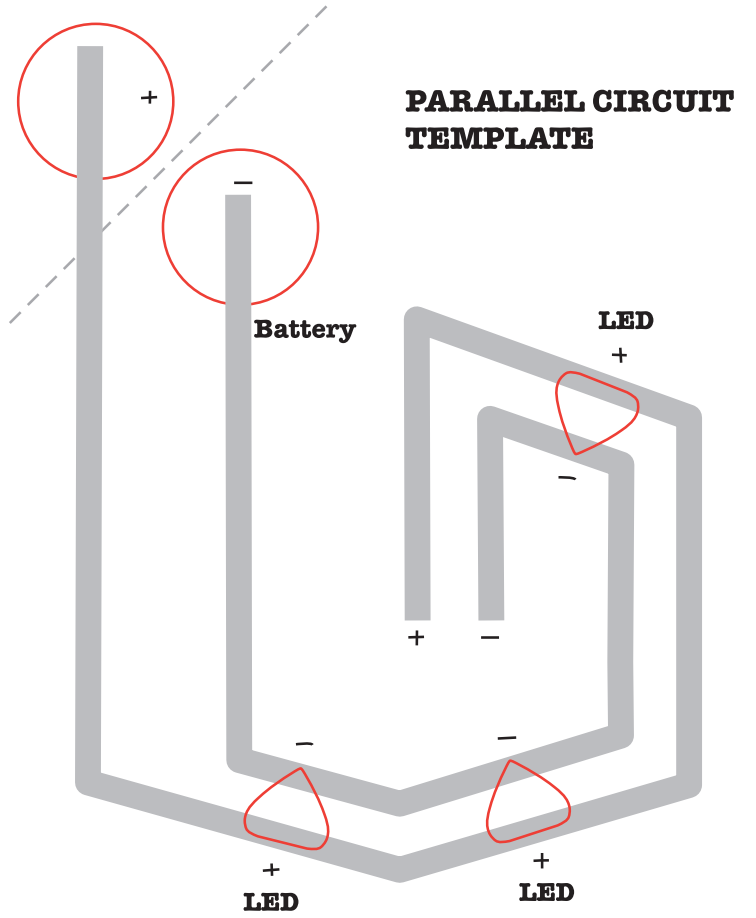 +
PARALLEL CIRCUIT
TEMPLATE
−
Battery
LED
+
−
+ −
− −
+ +
LED LED